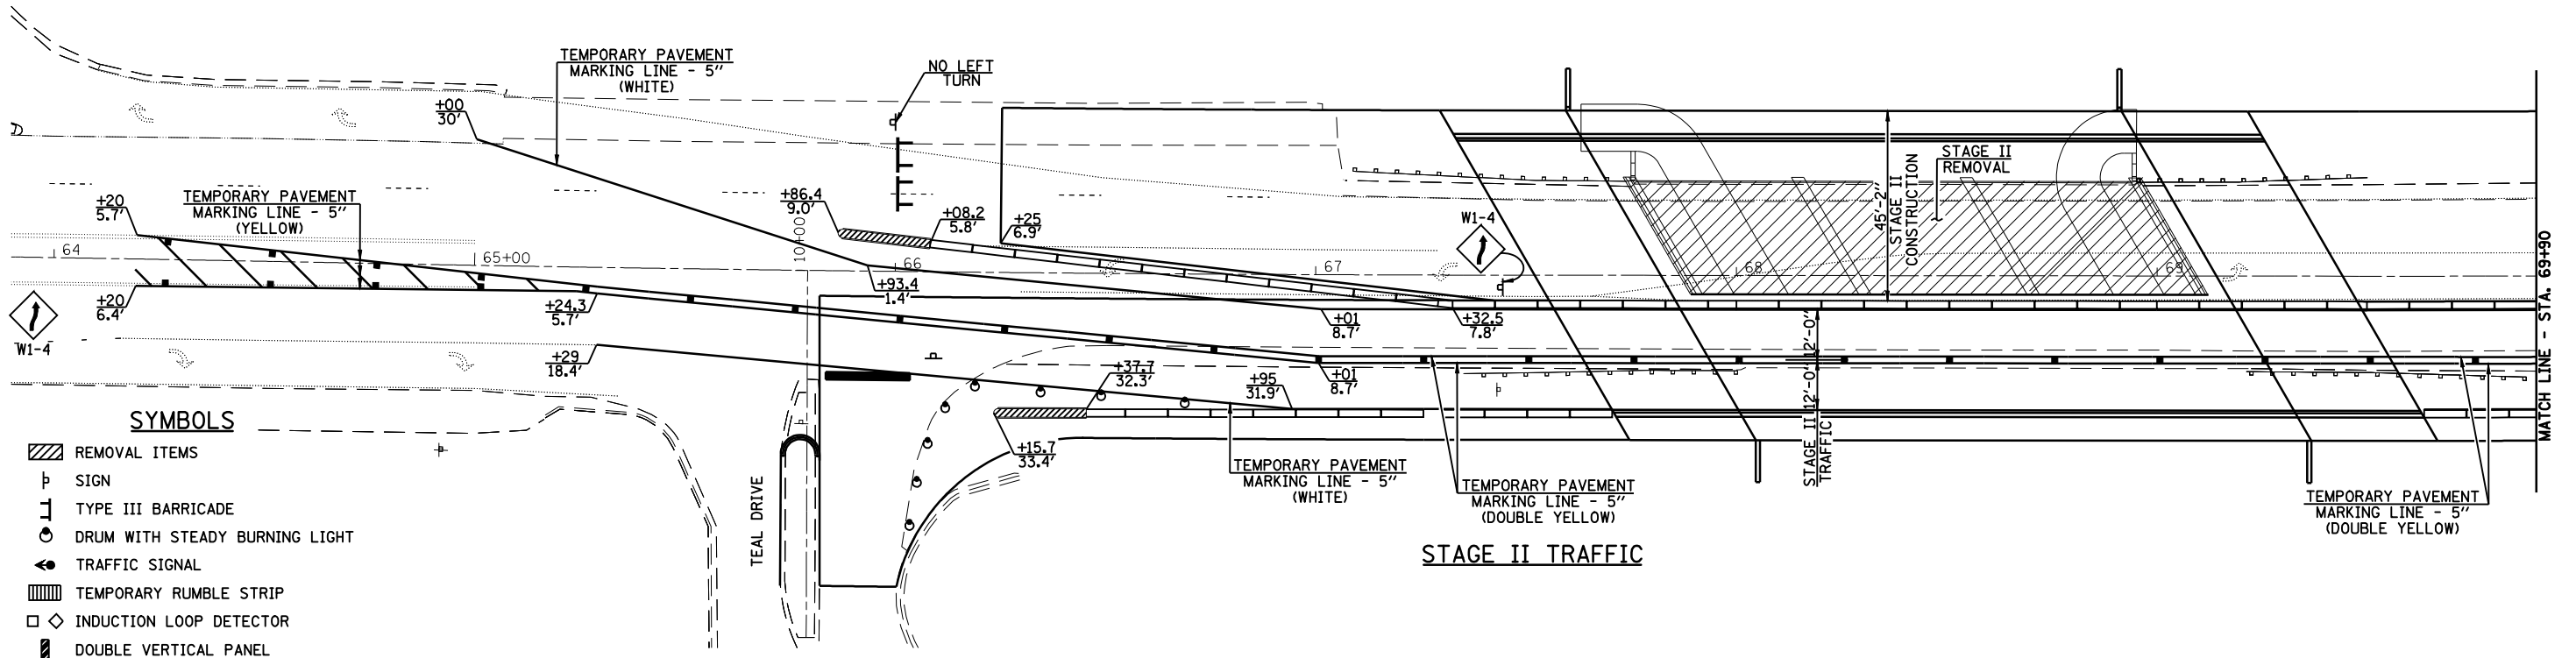 TEMPORARY PAVEMENT
MARKING LINE - 5"
(WHITE)
NO LEFT
TURN
+00
30'
+20
5.7'
TEMPORARY PAVEMENT
MARKING LINE - 5"
(YELLOW)
+86.4
9.0'
+08.2
5.8'
+25
6.9'
W1-4
STAGE II
REMOVAL
45'-2"
STAGE II
CONSTRUCTION
64
65+00
10+00
66
67
68
69
+20
6.4'
W1-4
+24.3
5.7'
+93.4
1.4'
+01
8.7'
+32.5
7.8'
+29
18.4'
+37.7
32.3'
+95
31.9'
+01
8.7'
12'-0"
12'-0"
STAGE II
TRAFFIC
MATCH LINE - STA. 69+90
+15.7
33.4'
TEAL DRIVE
TEMPORARY PAVEMENT
MARKING LINE - 5"
(WHITE)
TEMPORARY PAVEMENT
MARKING LINE - 5"
(DOUBLE YELLOW)
TEMPORARY PAVEMENT
MARKING LINE - 5"
(DOUBLE YELLOW)
STAGE II TRAFFIC
SYMBOLS
REMOVAL ITEMS
SIGN
TYPE III BARRICADE
DRUM WITH STEADY BURNING LIGHT
TRAFFIC SIGNAL
TEMPORARY RUMBLE STRIP
INDUCTION LOOP DETECTOR
DOUBLE VERTICAL PANEL